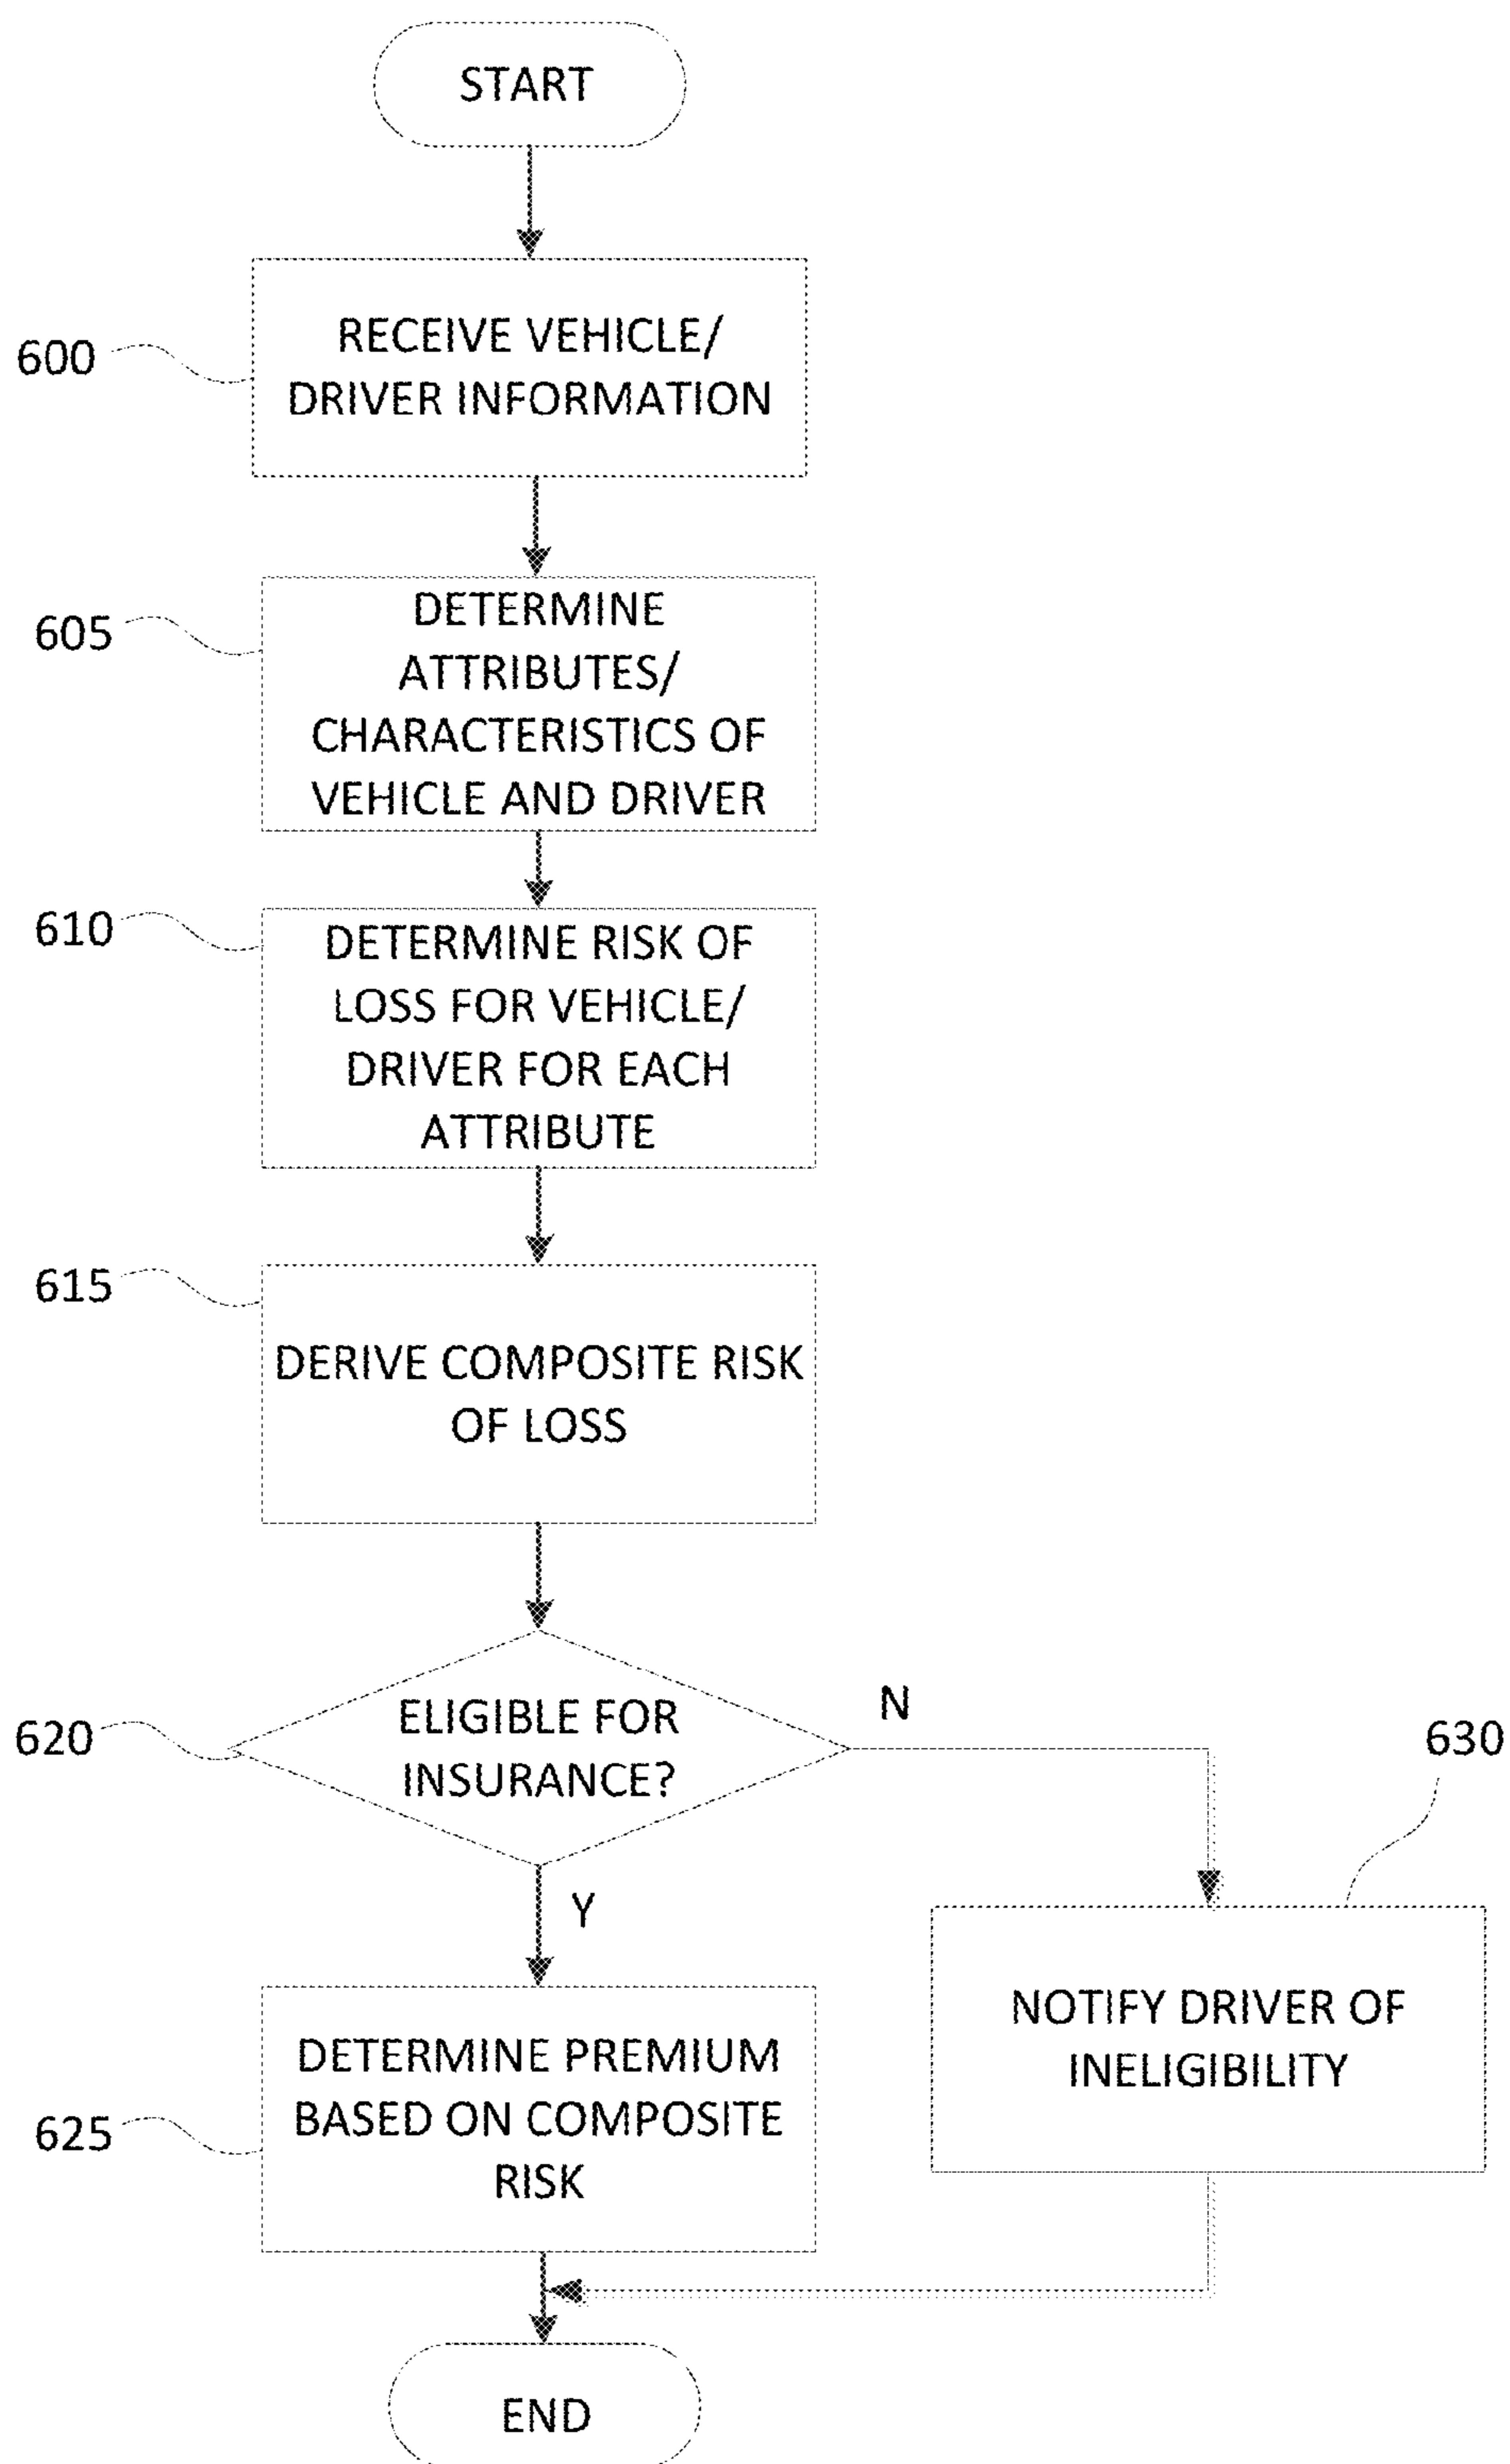 START
600
RECEIVE VEHICLE/
DRIVER INFORMATION
605
DETERMINE
ATTRIBUTES/
CHARACTERISTICS OF
VEHICLE AND DRIVER
610
DETERMINE RISK OF
LOSS FOR VEHICLE/
DRIVER FOR EACH
ATTRIBUTE
615
DERIVE COMPOSITE RISK
OF LOSS
620
ELIGIBLE FOR
INSURANCE?
N
630
Y
NOTIFY DRIVER OF
INELIGIBILITY
625
DETERMINE PREMIUM
BASED ON COMPOSITE
RISK
END